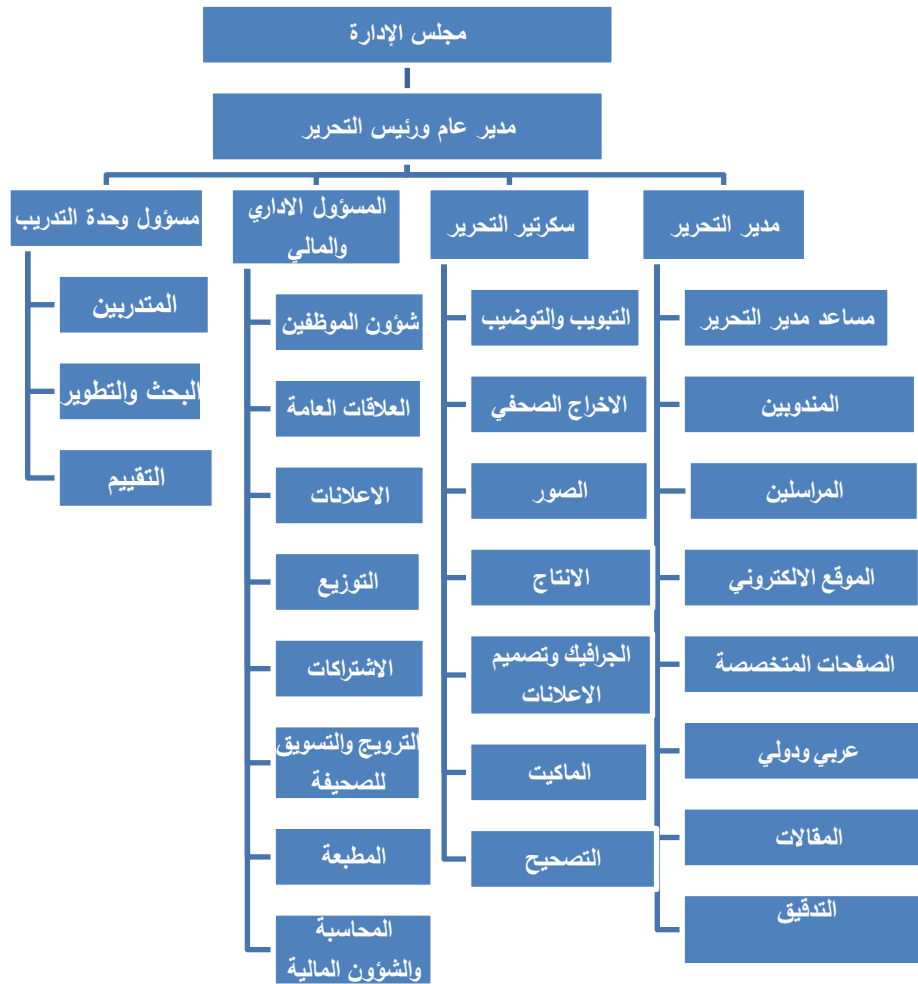 مجلس الإدارة
مدير عام ورئيس التحرير
مدير التحرير
مساعد مدير التحرير
المندوبين
المراسلين
الموقع الالكتروني
الصفحات المتخصصة
عربي ودولي
المقالات
التدقيق
سكرتير التحرير
التبويب والتوضيب
الاخراج الصحفي
الصور
الانتاج
الجرافيك وتصميم
الاعلانات
الماكيت
التصحيح
المسؤول الاداري
والمالي
شؤون الموظفين
العلاقات العامة
الاعلانات
التوزيع
الاشتراكات
الترويج والتسويق
للصحيفة
المطبعة
المحاسبة
والشؤون المالية
مسؤول وحدة التدريب
المتدربين
البحث والتطوير
التقييم